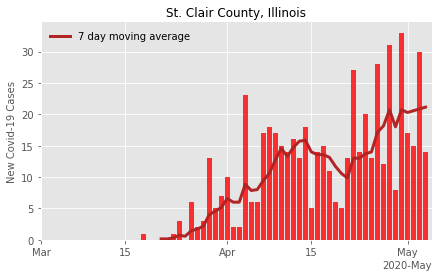 St. Clair County, Illinois
7 day moving average
New Covid-19 Cases
30
25
20
15
10
5
0
Mar
15
Apr
15
May
2020-May